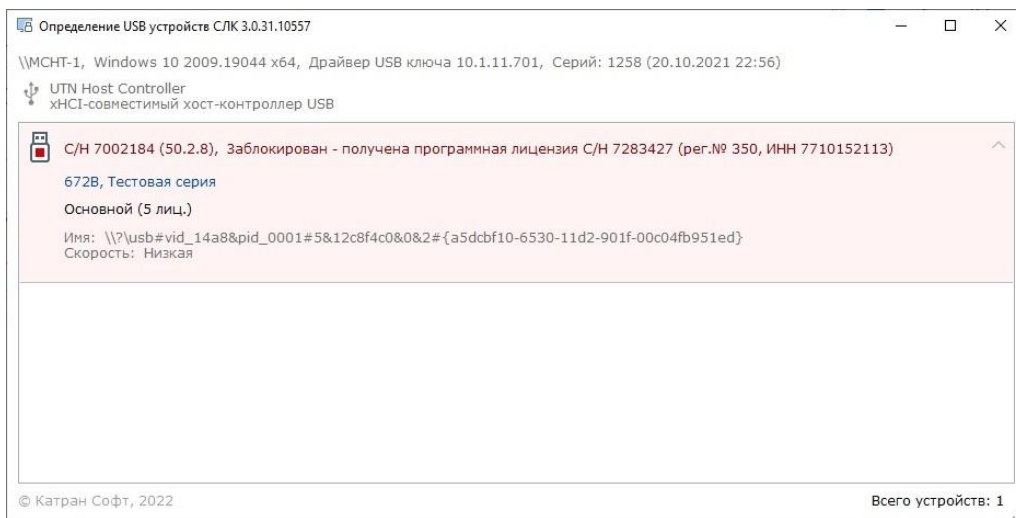 Определение USB устройств СЛК 3.0.31.10557
\\МСНТ-1, Windows 10 2009.19044 x64, Драйвер USB ключа 10.1.11.701, Серий: 1258 (20.10.2021 22:56)
UTN Host Controller
xHCI-совместимый хост-контроллер USB
С/Н 7002184 (50.2.8), Заблокирован - получена программная лицензия С/Н 7283427 (рег.№ 350, ИНН 7710152113)
672B, Тестовая серия
Основной (5 лиц.)
Имя: \\?\usb#vid_14a8&pid_0001#5&12c8f4c0&0&2#{a5dcbf10-6530-11d2-901f-00c04fb951ed}
Скорость: Низкая
© Катран Софт, 2022
Всего устройств: 1